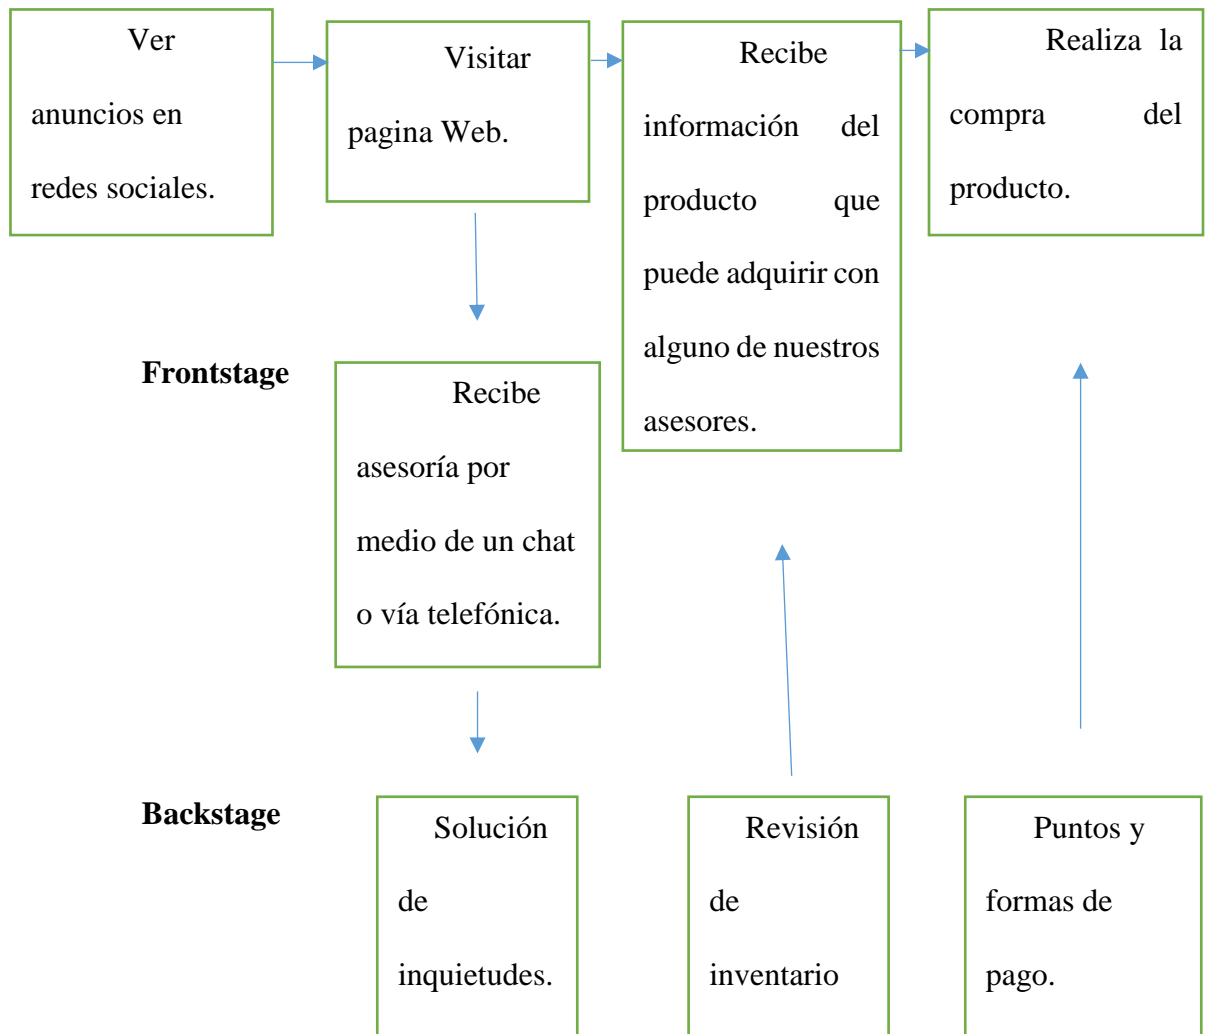 Ver
anuncios en
redes sociales.
Visitar
pagina Web.
Recibe
información del
producto que
puede adquirir con
alguno de nuestros
asesores.
Realiza la
compra del
producto.
Frontstage
Recibe
asesoría por
medio de un chat
o vía telefónica.
Backstage
Solución
de
inquietudes.
Revisión
de
inventario
Puntos y
formas de
pago.